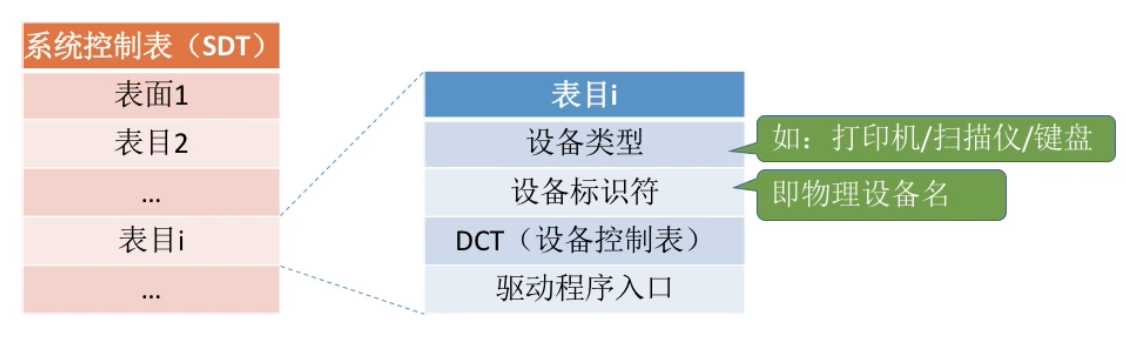 系统控制表（SDT）
表面1
表目2
...
表目i
...
表目i
设备类型
设备标识符
DCT（设备控制表）
驱动程序入口
如：打印机/扫描仪/键盘
即物理设备名